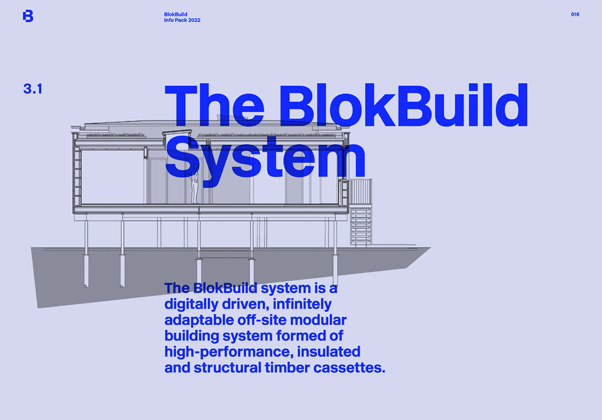 B
BlokBuild
Info Pack 2022
016
3.1
The BlokBuild
System
The BlokBuild system is a
digitally driven, infinitely
adaptable off-site modular
building system formed of
high-performance, insulated
and structural timber cassettes.